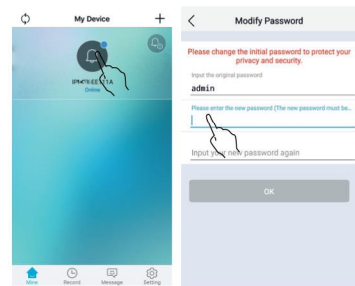 My Device
Online
Mine
Record
Message
Setting
Modify Password
Please change the initial password to protect your
privacy and security.
Input the original password
admin
Please enter the new password (The new password must be...
Input your new password again
OK